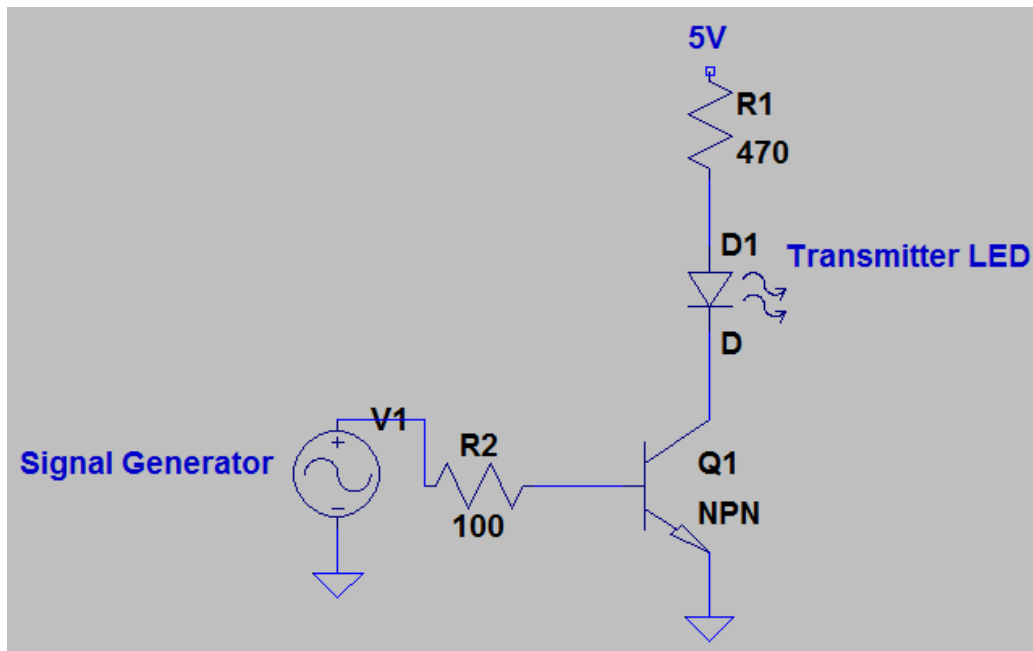 5V
R1
470
D1
Transmitter LED
D
V1
R2
Signal Generator
Q1
100
NPN